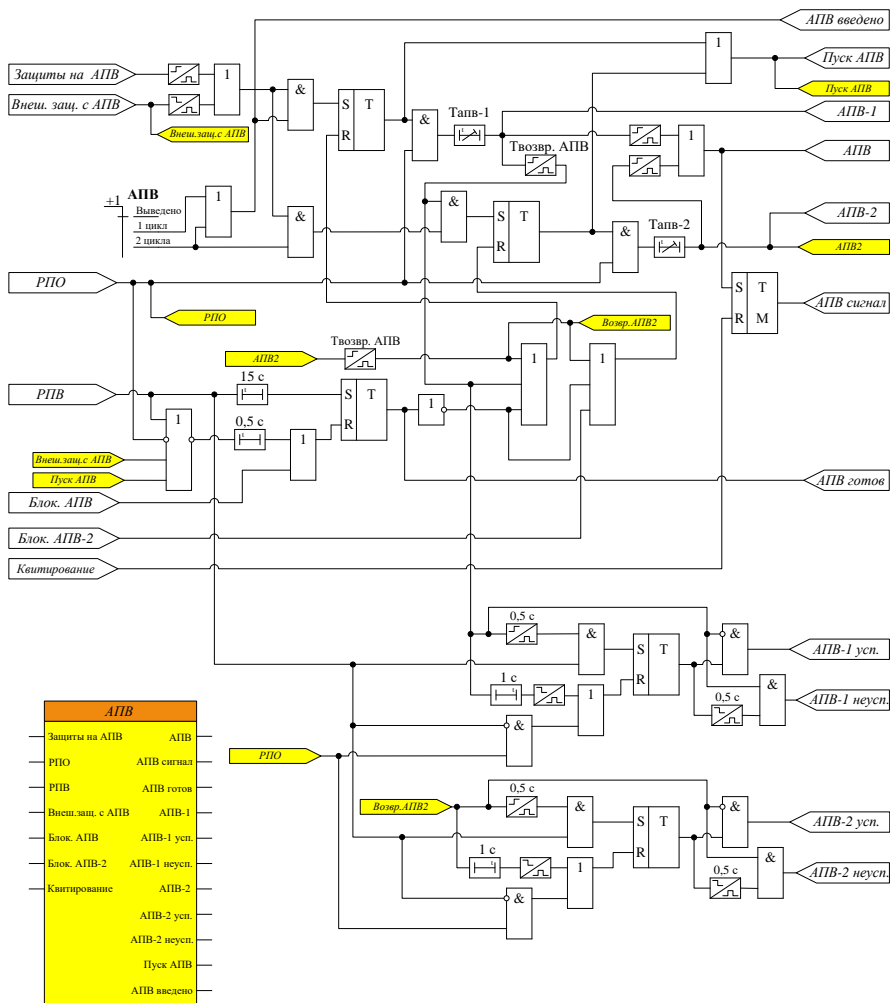 АПВ введено
Защиты на АПВ
1
1
Пуск АПВ
Внеш. защ. с АПВ
&
S
T
R
&
Тапв-1
Пуск АПВ
АПВ-1
Внеш.защ.с АПВ
Твозвр. АПВ
1
АПВ
+1
АПВ
Выведено
1 цикл
2 цикла
1
&
&
S
T
R
&
Тапв-2
АПВ-2
АПВ2
РПО
S
T
R
M
АПВ сигнал
РПО
Возвр.АПВ2
АПВ2
Твозвр. АПВ
1
1
РПВ
15 с
S
T
R
1
1
0,5 с
1
Внеш.защ.с АПВ
Пуск АПВ
Блок. АПВ
АПВ готов
Блок. АПВ-2
Квитирование
0,5 с
&
S
T
R
&
АПВ-1 усп.
1 с
1
0,5 с
&
АПВ-1 неусп.
&
РПО
Возвр.АПВ2
0,5 с
&
S
T
R
&
АПВ-2 усп.
1 с
1
0,5 с
&
АПВ-2 неусп.
&
АПВ
Защиты на АПВ
АПВ
РПО
АПВ сигнал
РПВ
АПВ готов
Внеш.защ. с АПВ
АПВ-1
Блок. АПВ
АПВ-1 усп.
Блок. АПВ-2
АПВ-1 неусп.
Квитирование
АПВ-2
АПВ-2 усп.
АПВ-2 неусп.
Пуск АПВ
АПВ введено